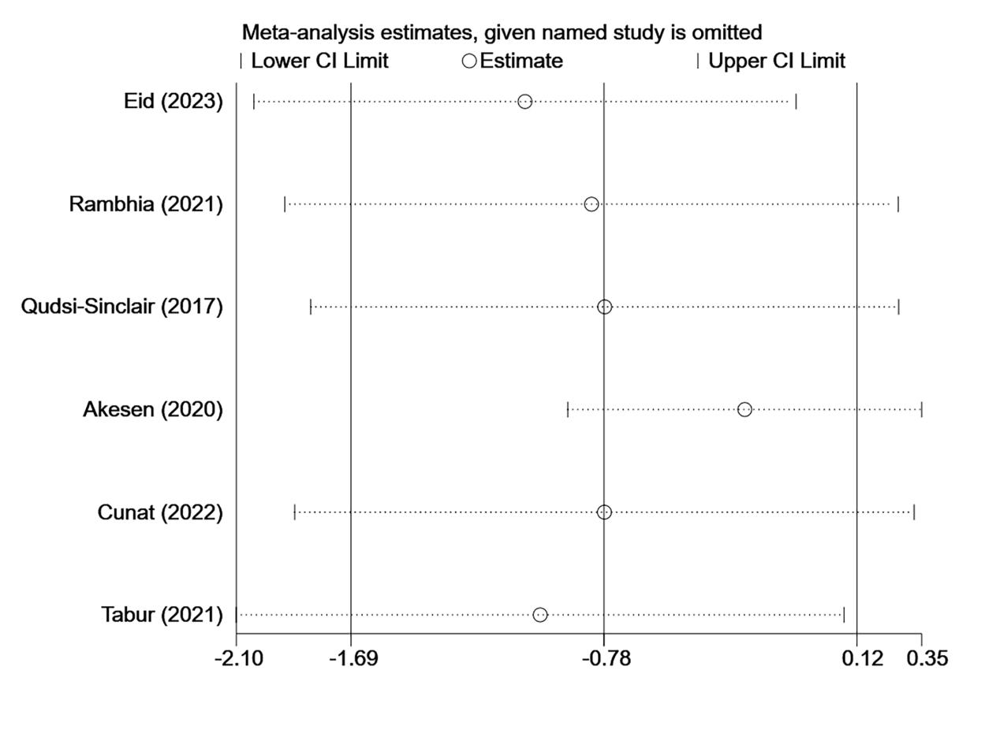 Meta-analysis estimates, given named study is omitted
Lower CI Limit Estimate Upper CI Limit
Eid (2023)
Rambhia (2021)
Qudsi-Sinclair (2017)
Akesen (2020)
Cunat (2022)
Tabur (2021)
-2.10 -1.69 -0.78 0.12 0.35